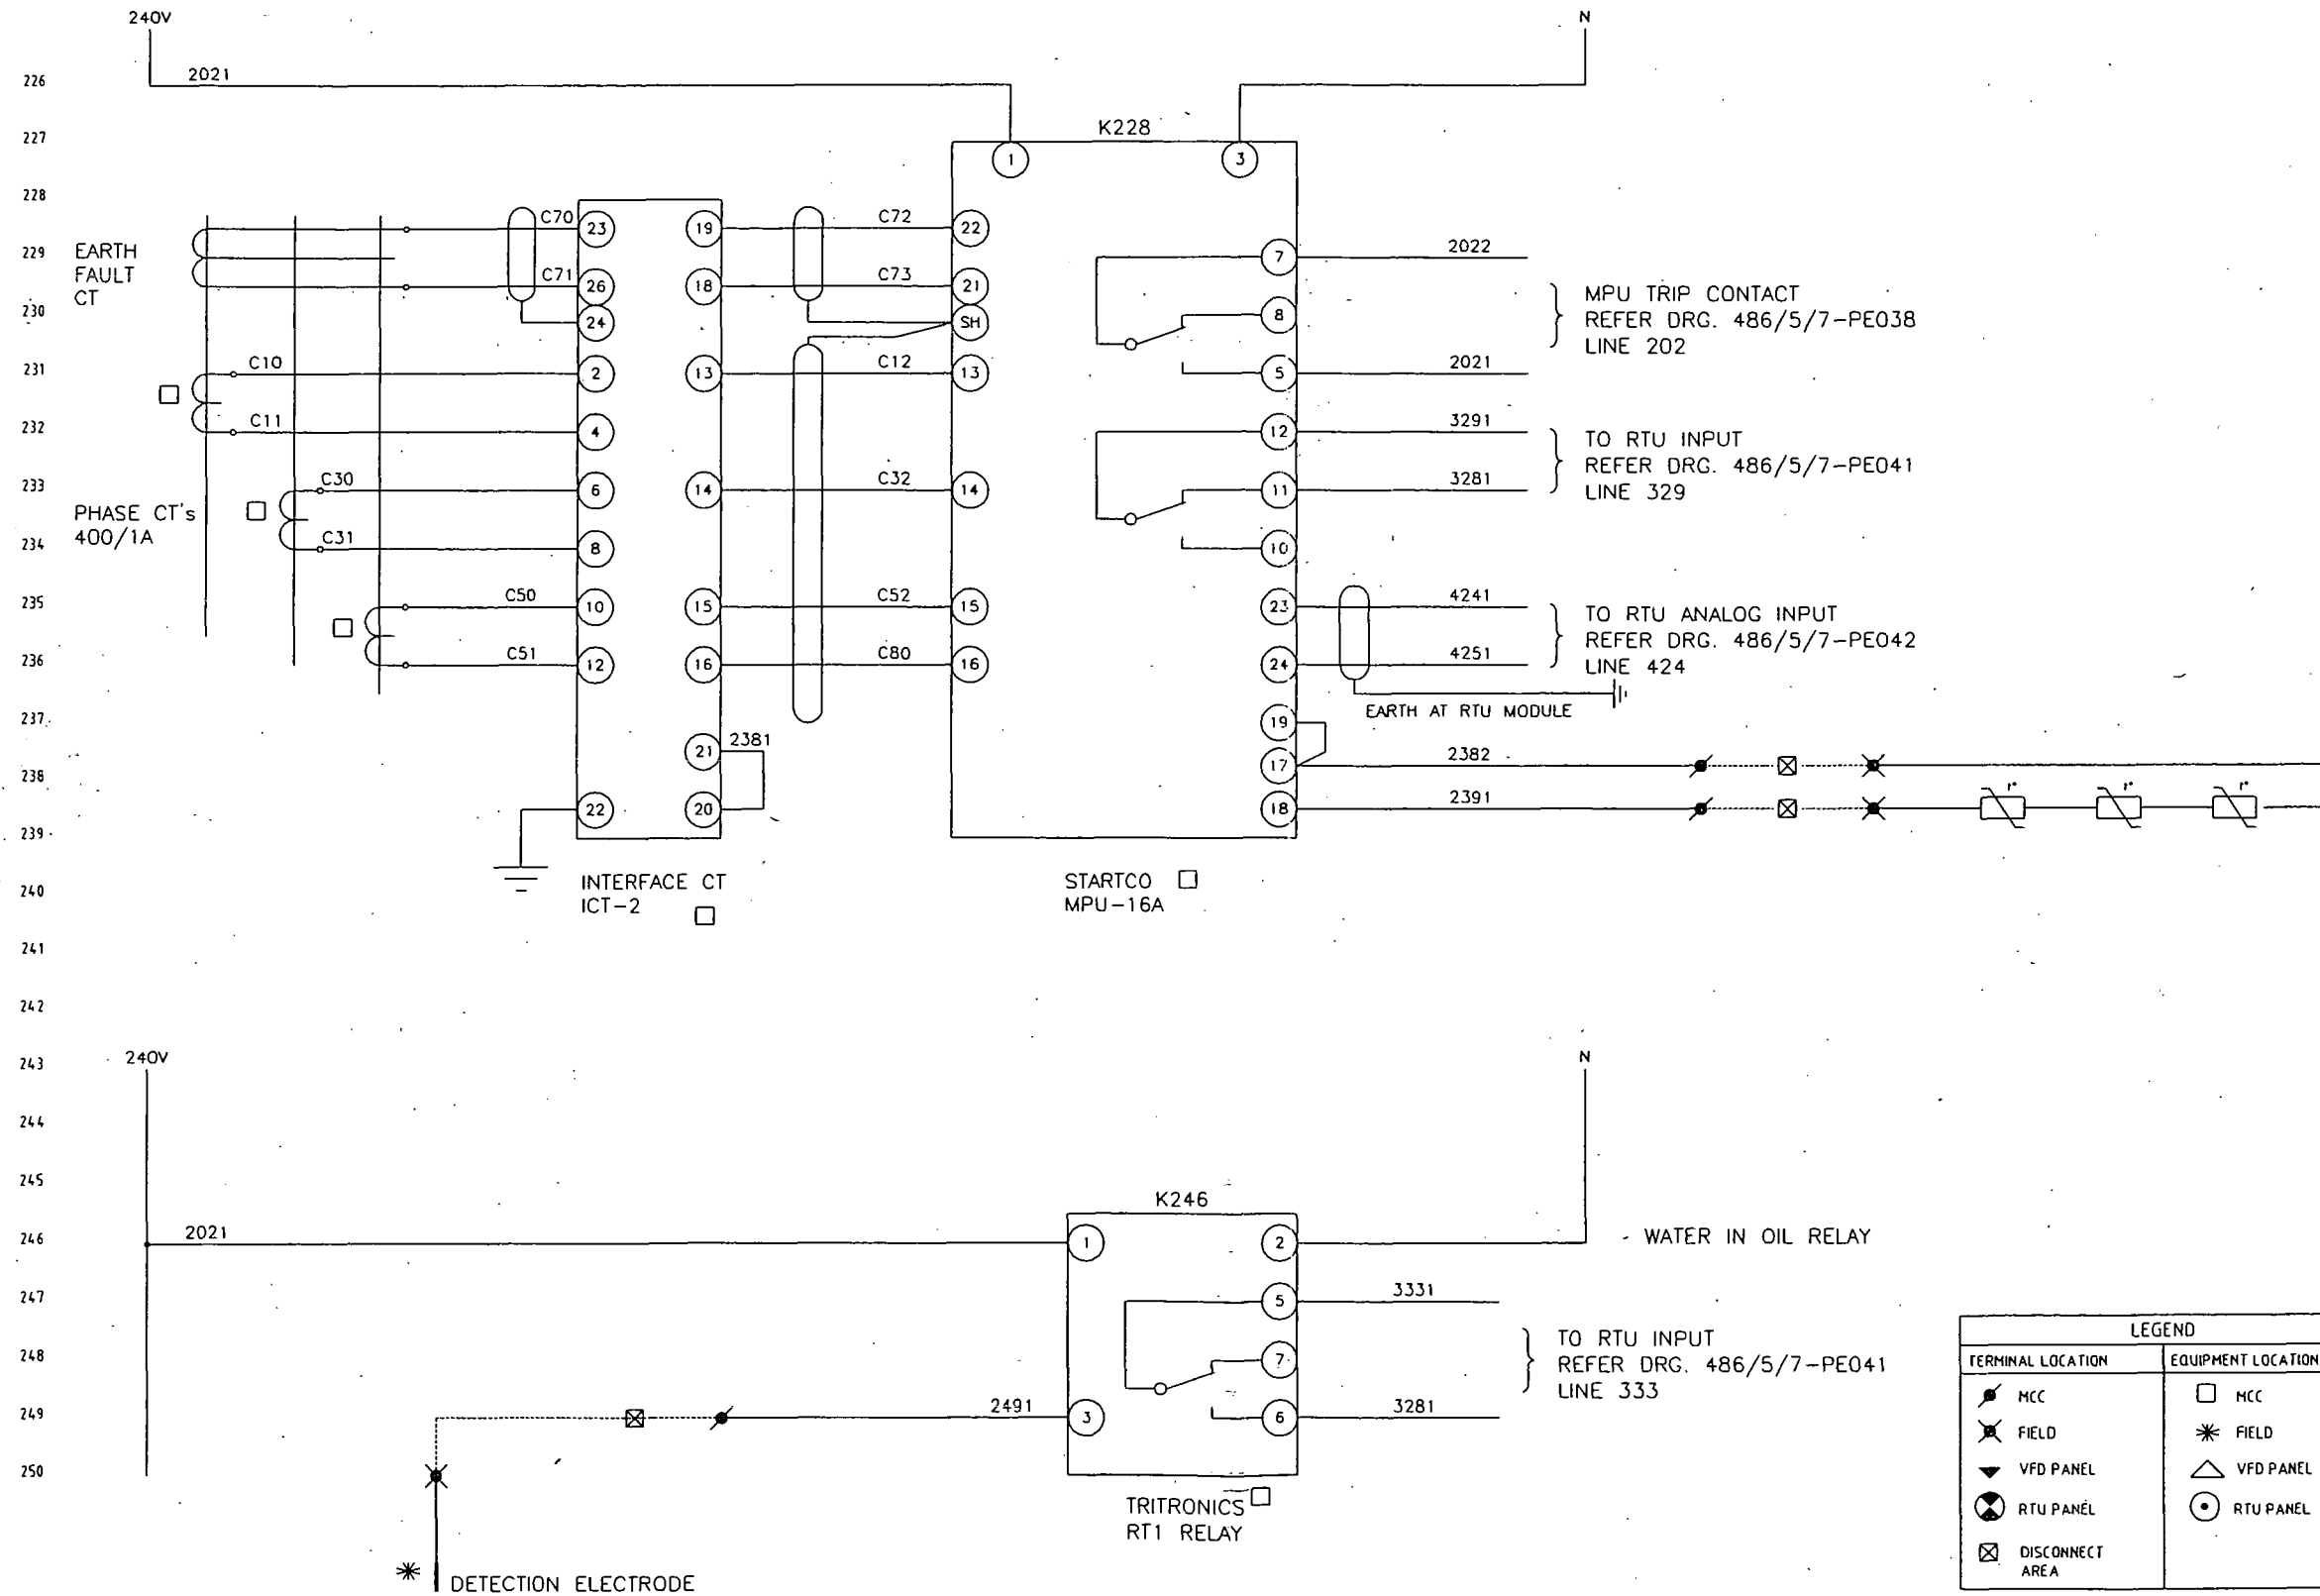 240V
N
226
2021
227
K228
1
3
228
C70
23
19
C72
22
229
EARTH
FAULT
CT
2022
7
C71
26
18
C73
21
MPU TRIP CONTACT
REFER DRG. 486/5/7-PE038
LINE 202
230
24
SH
8
231
C10
2
13
C12
13
5
2021
232
C11
4
12
3291
TO RTU INPUT
REFER DRG. 486/5/7-PE041
LINE 329
233
C30
6
14
C32
14
11
3281
PHASE CT's
400/1A
234
C31
8
10
235
C50
10
15
C52
15
23
4241
TO RTU ANALOG INPUT
REFER DRG. 486/5/7-PE042
LINE 424
236
C51
12
16
C80
16
24
4251
EARTH AT RTU MODULE
237
19
21
2381
238
17
2382
22
20
18
2391
r°
r°
r°
239
240
INTERFACE CT
ICT-2
STARTCO
MPU-16A
241
242
243
240V
N
244
245
K246
246
2021
1
2
WATER IN OIL RELAY
247
5
3331
248
7
TO RTU INPUT
REFER DRG. 486/5/7-PE041
LINE 333
249
2491
3
6
3281
250
TRITRONICS
RT1 RELAY
DETECTION ELECTRODE
LEGEND
TERMINAL LOCATION
EQUIPMENT LOCATION
MCC
MCC
FIELD
FIELD
VFD PANEL
VFD PANEL
RTU PANEL
RTU PANEL
DISCONNECT
AREA